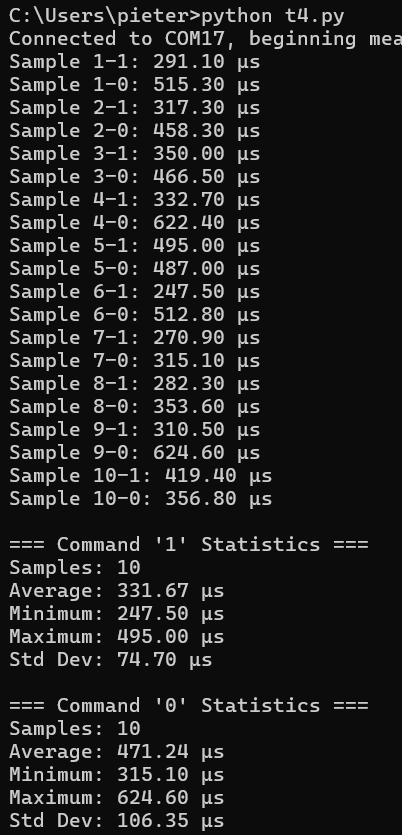 C:\Users\pieter>python t4.py
Connected to COM17, beginning mea
Sample 1-1: 291.10 µs
Sample 1-0: 515.30 µs
Sample 2-1: 317.30 µs
Sample 2-0: 458.30 µs
Sample 3-1: 350.00 µs
Sample 3-0: 466.50 µs
Sample 4-1: 332.70 µs
Sample 4-0: 622.40 µs
Sample 5-1: 495.00 µs
Sample 5-0: 487.00 µs
Sample 6-1: 247.50 µs
Sample 6-0: 512.80 µs
Sample 7-1: 270.90 µs
Sample 7-0: 315.10 µs
Sample 8-1: 282.30 µs
Sample 8-0: 353.60 µs
Sample 9-1: 310.50 µs
Sample 9-0: 624.60 µs
Sample 10-1: 419.40 µs
Sample 10-0: 356.80 µs

=== Command '1' Statistics ===
Samples: 10
Average: 331.67 µs
Minimum: 247.50 µs
Maximum: 495.00 µs
Std Dev: 74.70 µs

=== Command '0' Statistics ===
Samples: 10
Average: 471.24 µs
Minimum: 315.10 µs
Maximum: 624.60 µs
Std Dev: 106.35 µs